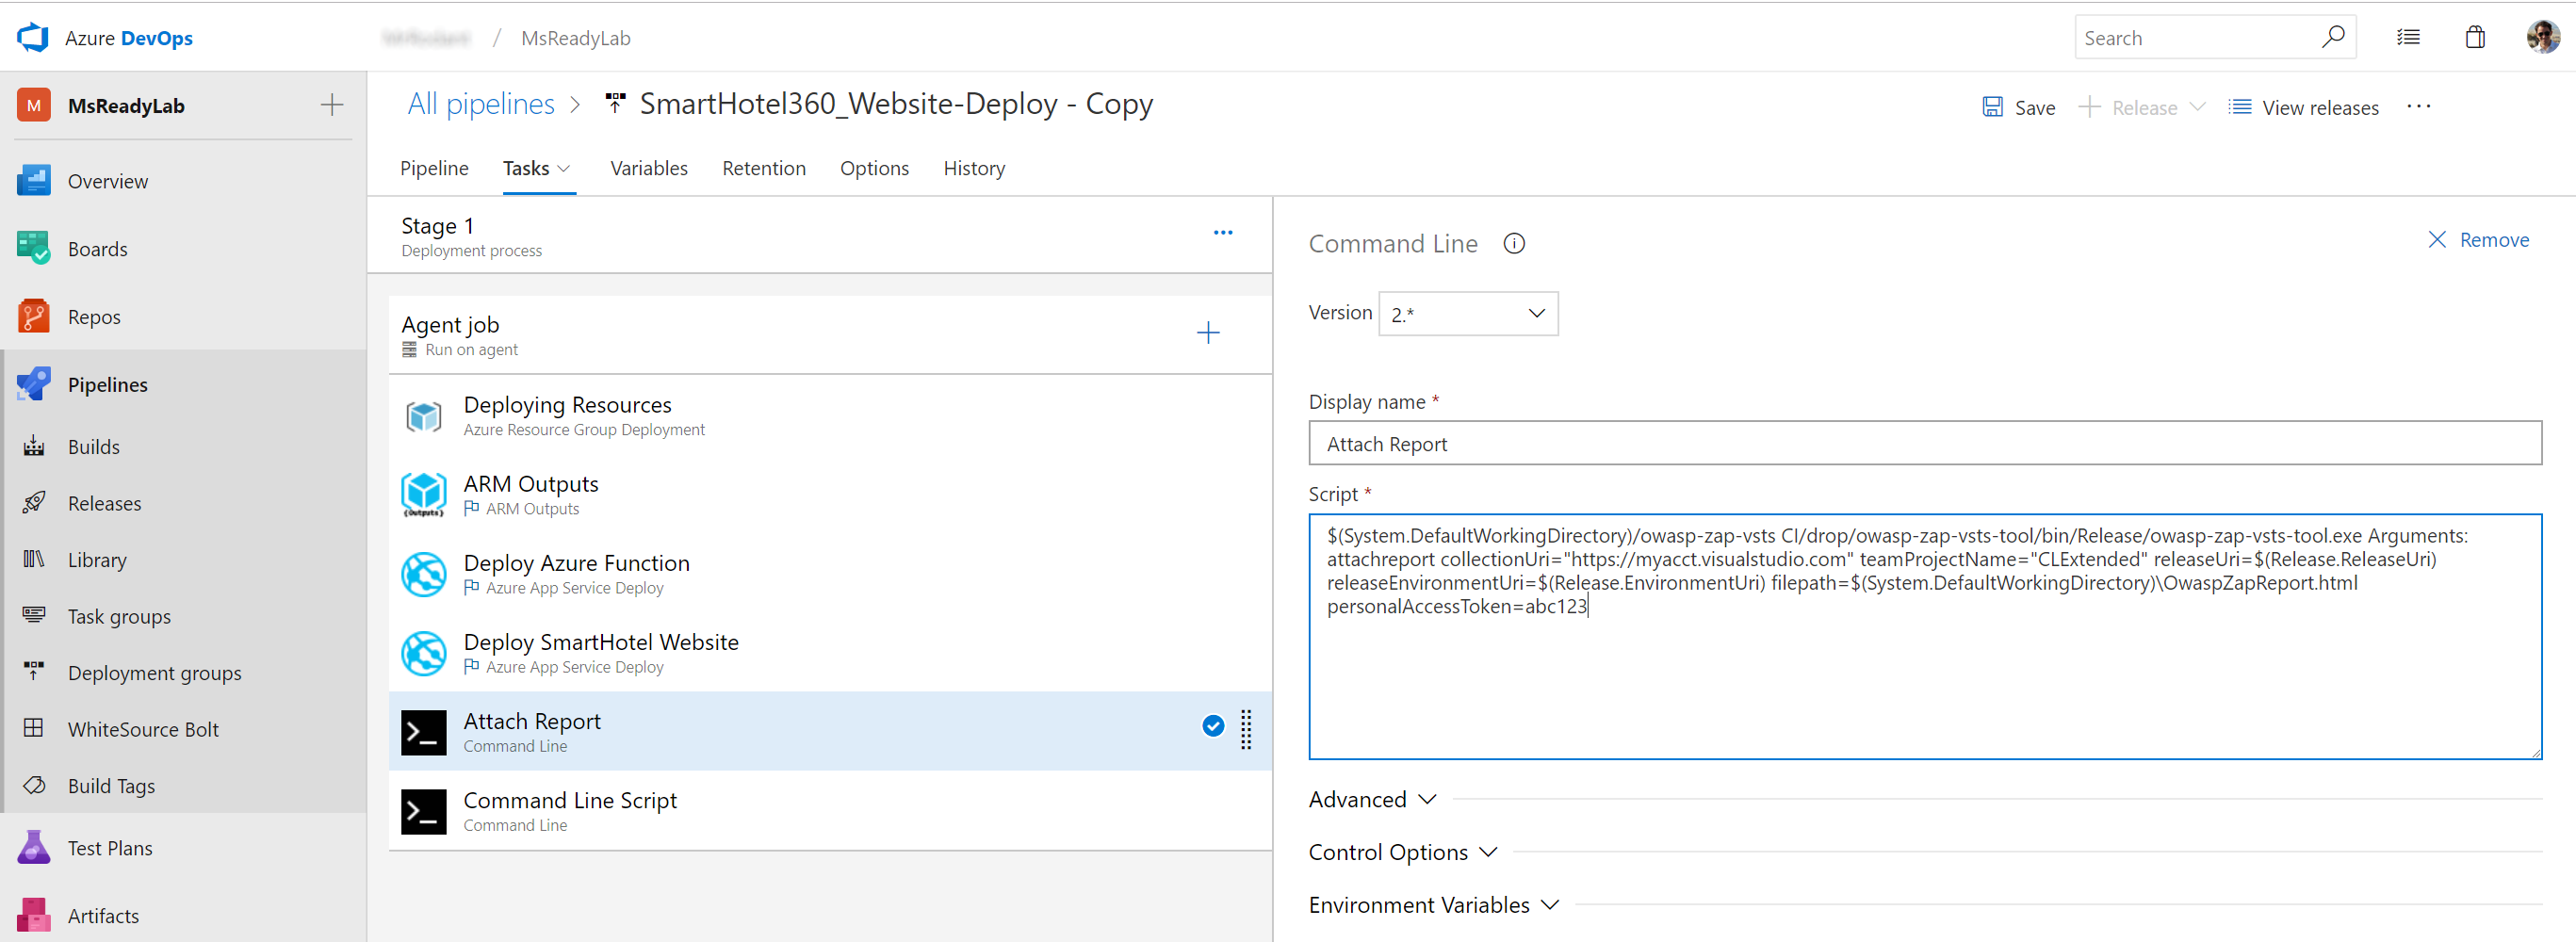 Azure DevOps
/ MsReadyLab
Search
M MsReadyLab
Overview
Boards
Repos
Pipelines
Builds
Releases
Library
Task groups
Deployment groups
WhiteSource Bolt
Build Tags
Test Plans
Artifacts
All pipelines > SmartHotel360_Website-Deploy - Copy
Save Release View releases ...
Pipeline Tasks Variables Retention Options History
Stage 1
Deployment process
Agent job
Run on agent
Deploying Resources
Azure Resource Group Deployment
ARM Outputs
{Outputs}
ARM Outputs
Deploy Azure Function
Azure App Service Deploy
Deploy SmartHotel Website
Azure App Service Deploy
Attach Report
Command Line
Command Line Script
Command Line
Command Line
Remove
Version 2.*
Display name *
Attach Report
Script *
$(System.DefaultWorkingDirectory)/owasp-zap-vsts CI/drop/owasp-zap-vsts-tool/bin/Release/owasp-zap-vsts-tool.exe Arguments:
attachreport collectionUri="https://myacct.visualstudio.com" teamProjectName="CLExtended" releaseUri=$(Release.ReleaseUri)
releaseEnvironmentUri=$(Release.EnvironmentUri) filepath=$(System.DefaultWorkingDirectory)\OwaspZapReport.html
personalAccessToken=abc123
Advanced
Control Options
Environment Variables